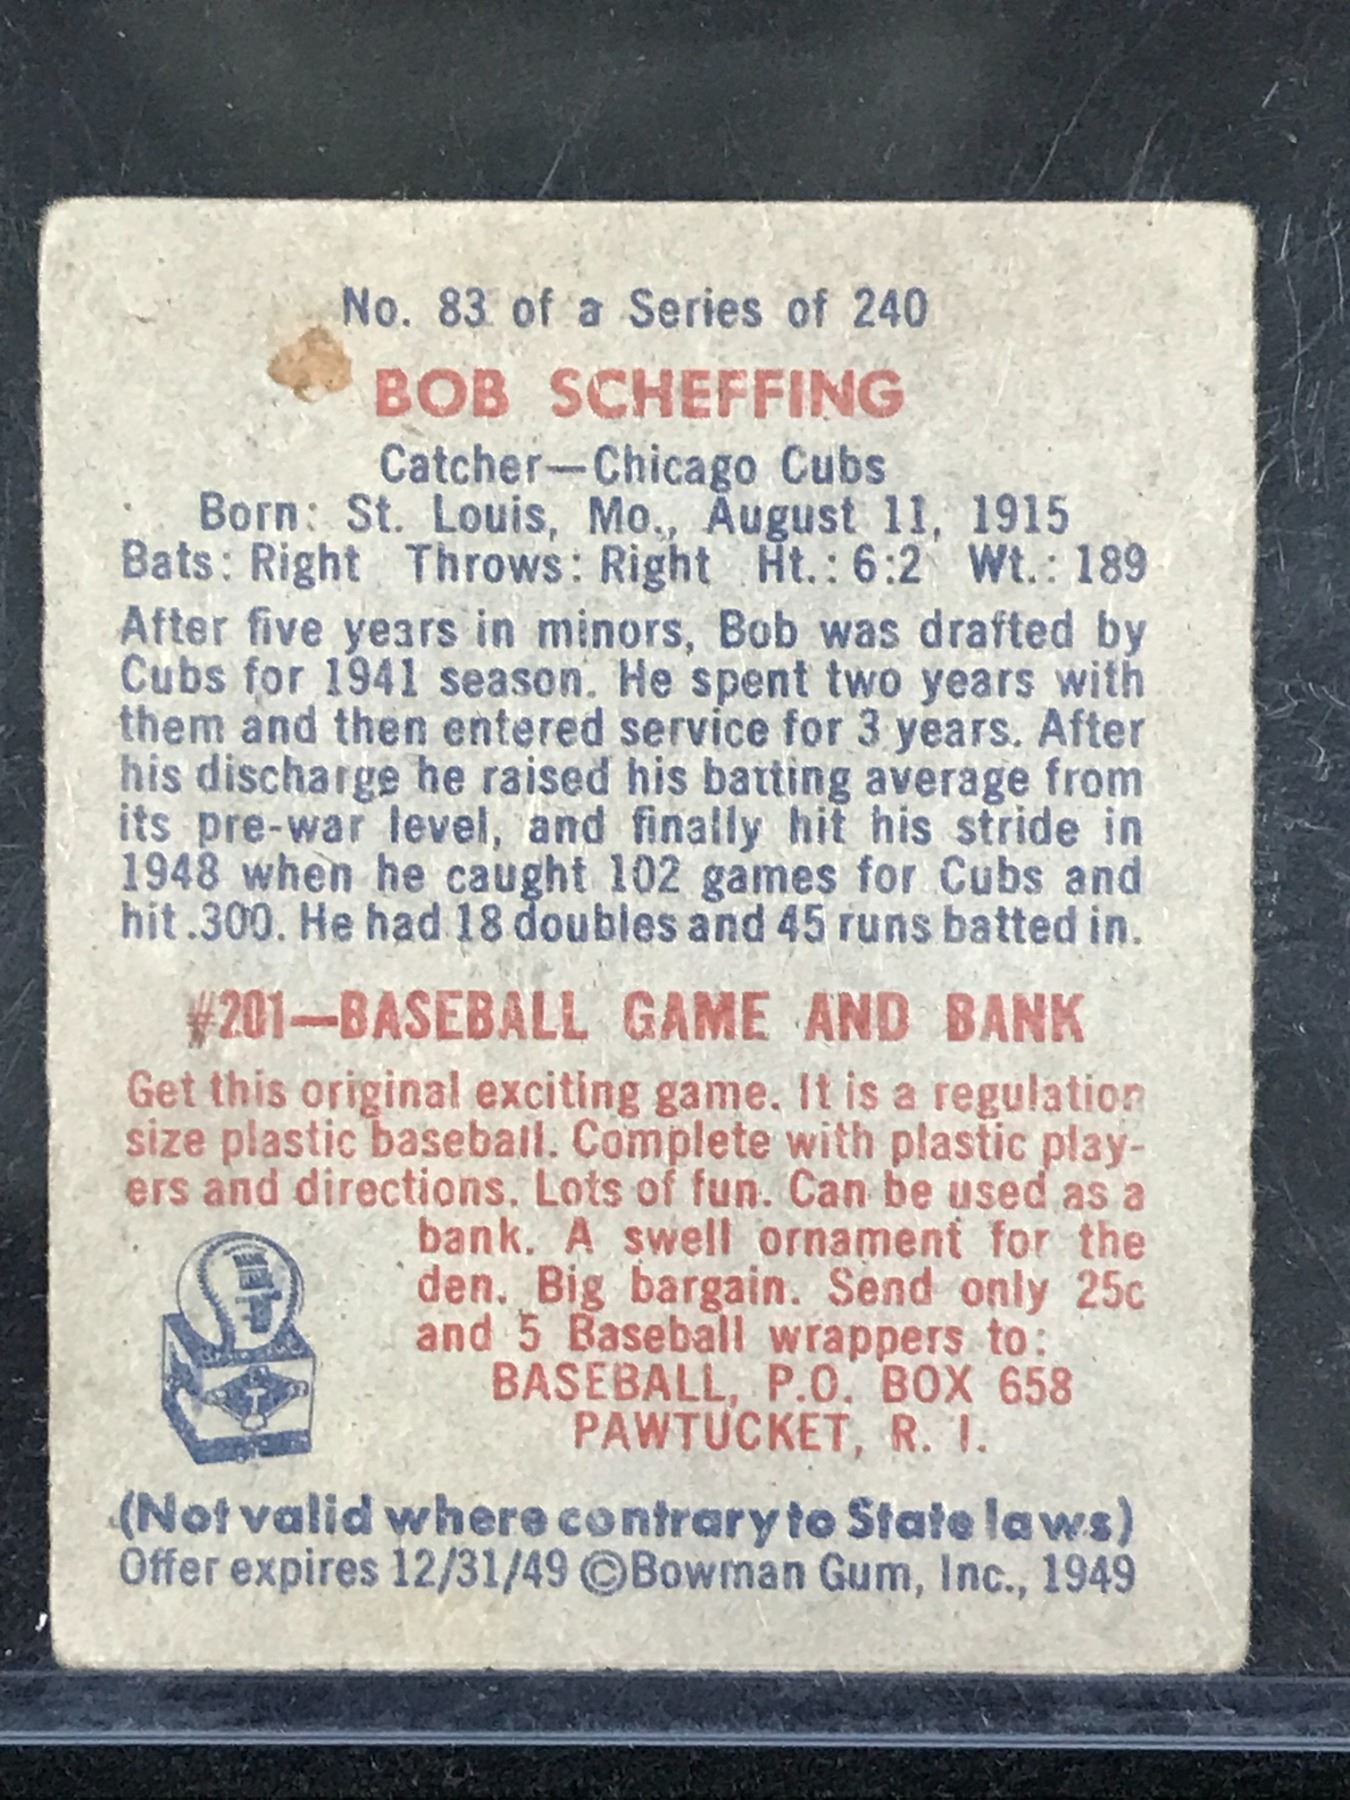 No. 83 of a Series of 240
BOB SCHEFFING
Catcher—Chicago Cubs
Born: St. Louis, Mo., August 11, 1915
Bats: Right Throws: Right Ht.: 6:2 Wt.: 189
After five years in minors, Bob was drafted by
Cubs for 1941 season. He spent two years with
them and then entered service for 3 years. After
his discharge he raised his batting average from
its pre-war level, and finally hit his stride in
1948 when he caught 102 games for Cubs and
hit .300. He had 18 doubles and 45 runs batted in.
#201—BASEBALL GAME AND BANK
Get this original exciting game. It is a regulation
size plastic baseball. Complete with plastic play-
ers and directions. Lots of fun. Can be used as a
bank. A swell ornament for the
den. Big bargain. Send only 25c
and 5 Baseball wrappers to:
BASEBALL, P.O. BOX 658
PAWTUCKET, R. I.
(Not valid where contrary to State laws)
Offer expires 12/31/49 ©Bowman Gum, Inc., 1949